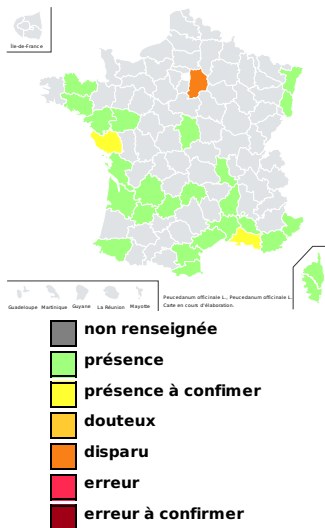 Île-de-France
Peucedanum officinale L., Peucedanum officinale L.
Carte en cours d'élaboration.
Guadeloupe Martinique Guyane La Réunion Mayotte
non renseignée
présence
présence à confimer
douteux
disparu
erreur
erreur à confirmer